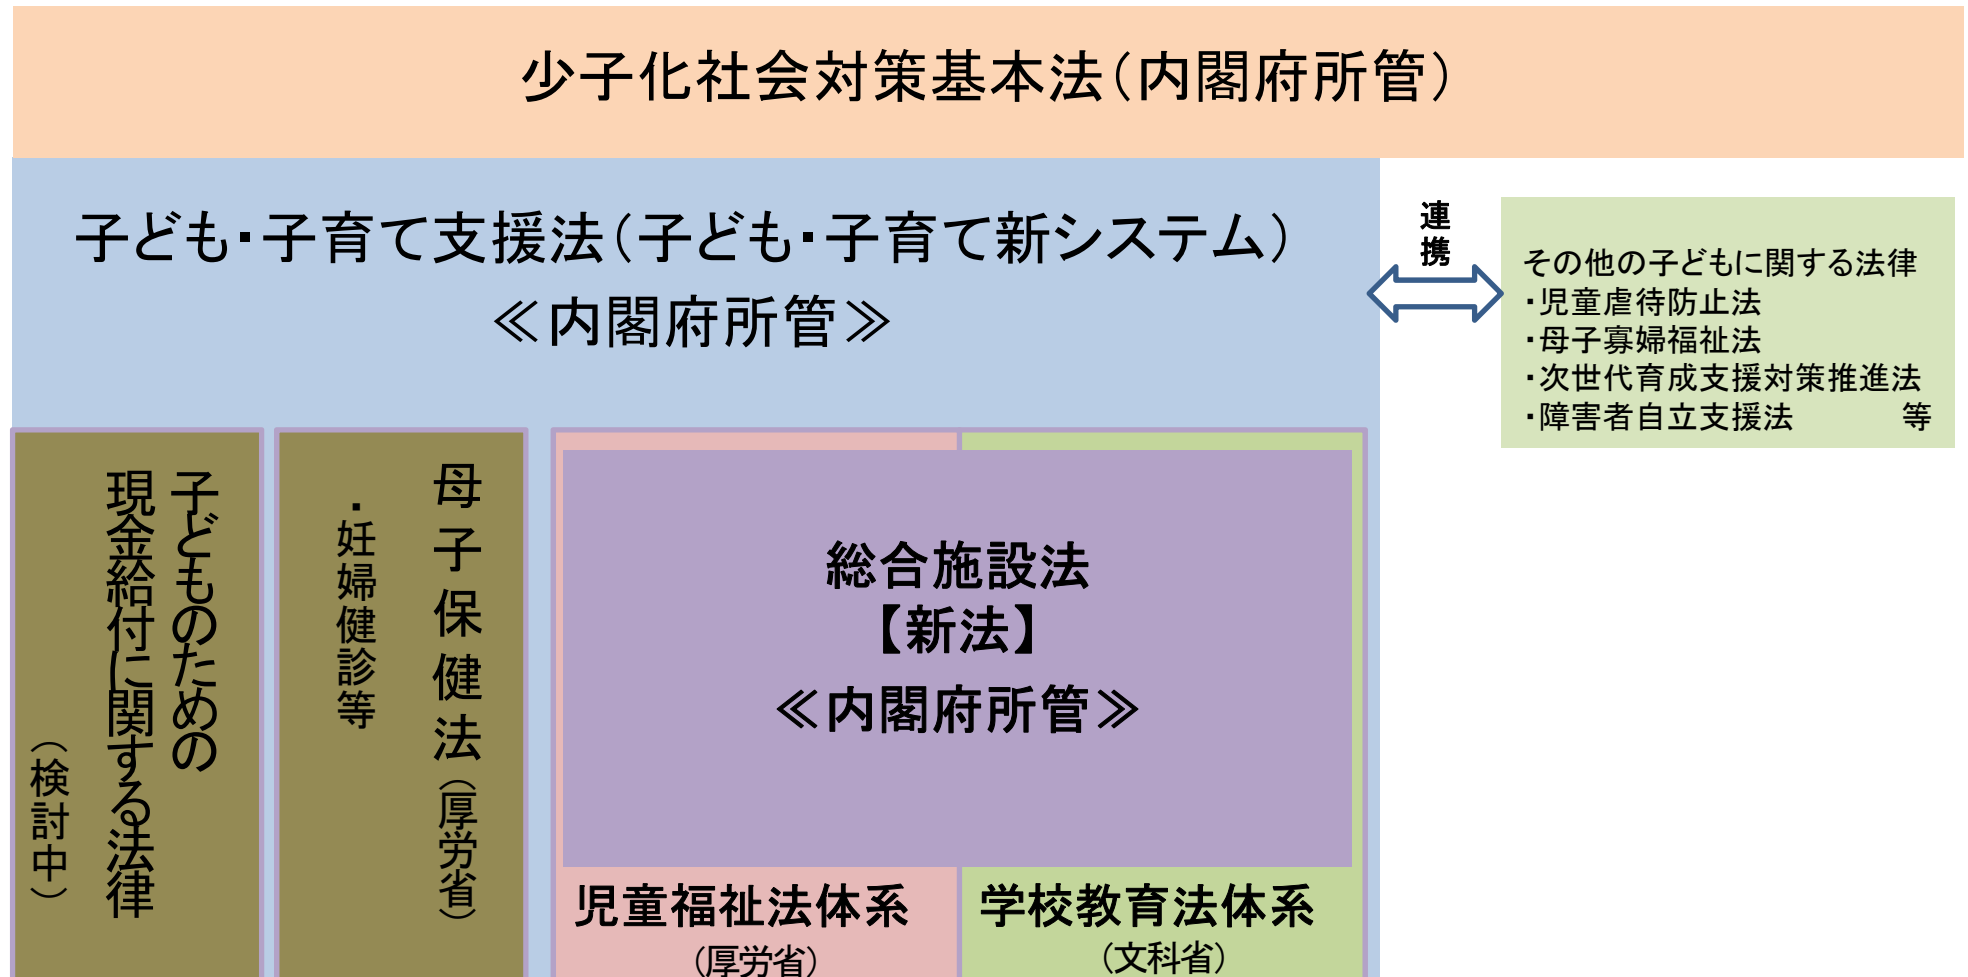 少子化社会対策基本法（内閣府所管）
子ども・子育て支援法（子ども・子育て新システム）
≪内閣府所管≫
連携
その他の子どもに関する法律
・児童虐待防止法
・母子寡婦福祉法
・次世代育成支援対策推進法
・障害者自立支援法　　　等
子どものための
現金給付に関する法律
（検討中）
母子保健法（厚労省）
・妊婦健診等
総合施設法
【新法】
≪内閣府所管≫
児童福祉法体系
（厚労省）
学校教育法体系
（文科省）